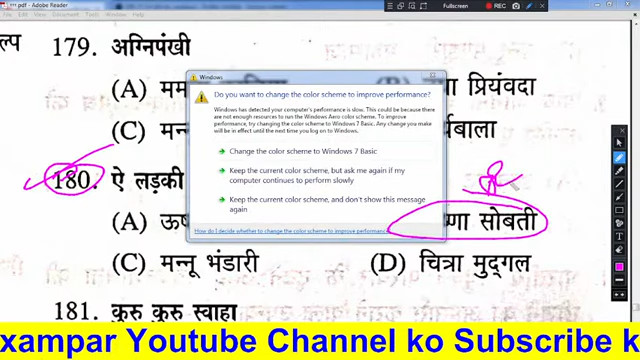 .pdf - Adobe Reader
Fullscreen REC
File Edit View Window Help
ल्प 179. अग्निपंखी
Windows
Do you want to change the color scheme to improve performance?
Windows has detected your computer's performance is slow. This could be because there are not enough resources to run the Windows Aero color scheme. To improve performance, try changing the color scheme to Windows 7 Basic. Any change you make will be in effect until the next time you log on to Windows.
Change the color scheme to Windows 7 Basic
Keep the current color scheme, but ask me again if my computer continues to perform slowly
Keep the current color scheme, and don't show this message again
How do I decide whether to change the color scheme to improve performance?
(A) प्रियंवदा
(C)
180. ऐ लड़की
(A) सोबती
(C) मन्नू भंडारी (D) चित्रा मुद्गल
181. कुरु कुरु स्वाहा
xampar Youtube Channel ko Subscribe k